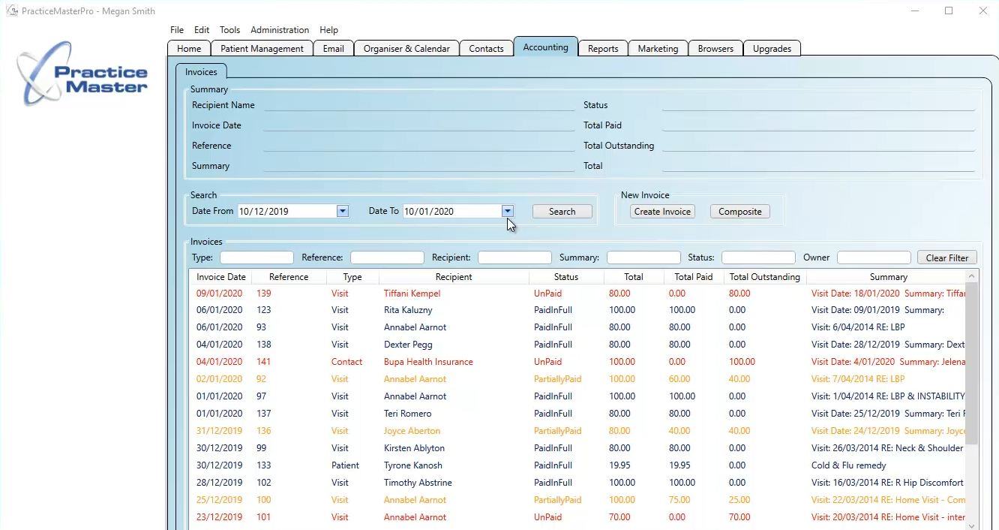 PracticeMasterPro - Megan Smith
File Edit Tools Administration Help
Home Patient Management Email Organiser & Calendar Contacts Accounting Reports Marketing Browsers Upgrades
Practice
Master
Invoices
Summary
Recipient Name Status
Invoice Date Total Paid
Reference Total Outstanding
Summary Total
Search New Invoice
Date From 10/12/2019 Date To 10/01/2020 Search Create Invoice Composite
Invoices
Type: Reference: Recipient: Summary: Status: Owner Clear Filter
Invoice Date Reference Type Recipient Status Total Total Paid Total Outstanding Summary
09/01/2020 139 Visit Tiffani Kempel UnPaid 80.00 0.00 80.00 Visit Date: 18/01/2020 Summary: Tiffa
06/01/2020 123 Visit Rita Kaluzny PaidInFull 100.00 100.00 0.00 Visit Date: 09/01/2019 Summary:
06/01/2020 93 Visit Annabel Aarnot PaidInFull 80.00 80.00 0.00 Visit: 6/04/2014 RE: LBP
04/01/2020 138 Visit Dexter Pegg PaidInFull 80.00 80.00 0.00 Visit Date: 28/12/2019 Summary: Dext
04/01/2020 141 Contact Bupa Health Insurance UnPaid 100.00 0.00 100.00 Visit Date: 4/01/2020 Summary: Jelena
02/01/2020 92 Visit Annabel Aarnot PartiallyPaid 100.00 60.00 40.00 Visit: 7/04/2014 RE: LBP
01/01/2020 97 Visit Annabel Aarnot PaidInFull 100.00 100.00 0.00 Visit: 1/04/2014 RE: LBP & INSTABILITY
01/01/2020 137 Visit Teri Romero PaidInFull 80.00 80.00 0.00 Visit Date: 25/12/2019 Summary: Teri
31/12/2019 136 Visit Joyce Aberton PartiallyPaid 80.00 40.00 40.00 Visit Date: 24/12/2019 Summary: Joyce
30/12/2019 99 Visit Kirsten Ablyton PaidInFull 80.00 80.00 0.00 Visit: 26/03/2014 RE: Neck & Shoulder
30/12/2019 133 Patient Tyrone Kanosh PaidInFull 19.95 19.95 0.00 Cold & Flu remedy
28/12/2019 102 Visit Timothy Abstrine PaidInFull 100.00 100.00 0.00 Visit: 16/03/2014 RE: R Hip Discomfort
25/12/2019 100 Visit Annabel Aarnot PartiallyPaid 100.00 75.00 25.00 Visit: 22/03/2014 RE: Home Visit - Com
23/12/2019 101 Visit Annabel Aarnot UnPaid 70.00 0.00 70.00 Visit: 20/03/2014 RE: Home Visit - inter